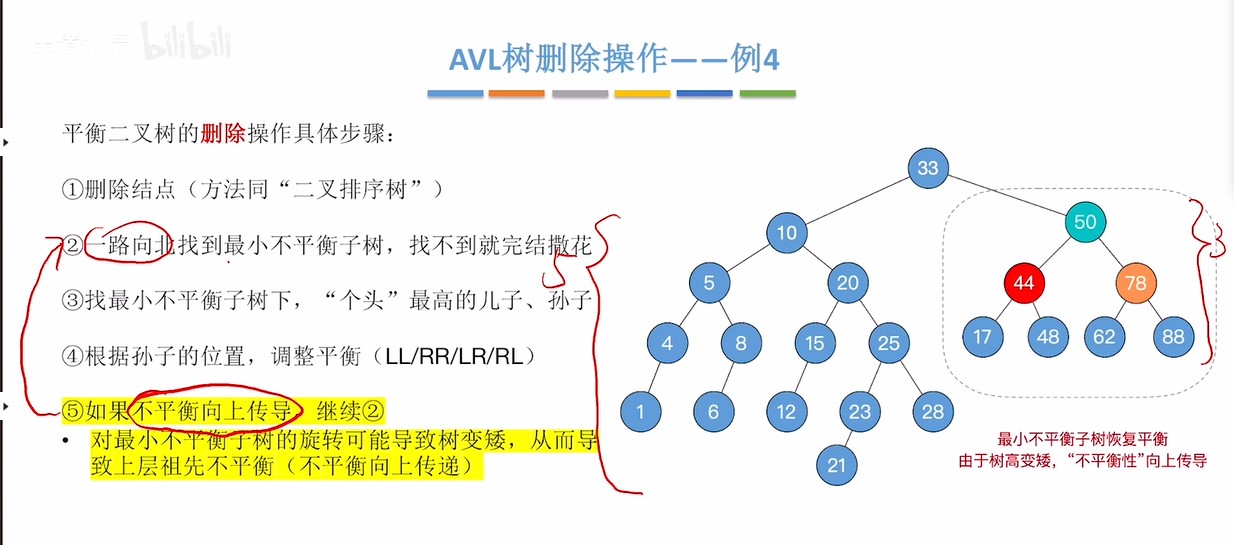 bilibili
AVL树删除操作——例4
平衡二叉树的删除操作具体步骤：
①删除结点（方法同“二叉排序树”）
②一路向北找到最小不平衡子树，找不到就完结撒花
③找最小不平衡子树下，“个头”最高的儿子、孙子
④根据孙子的位置，调整平衡（LL/RR/LR/RL）
⑤如果不平衡向上传导，继续②
• 对最小不平衡子树的旋转可能导致树变矮，从而导
致上层祖先不平衡（不平衡向上传递）
5
33
10 50
5 20 44 78
4 8 15 25 17 48 62 88
1 6 12 23 28
21
3
最小不平衡子树恢复平衡
由于树高变矮，“不平衡性”向上传导